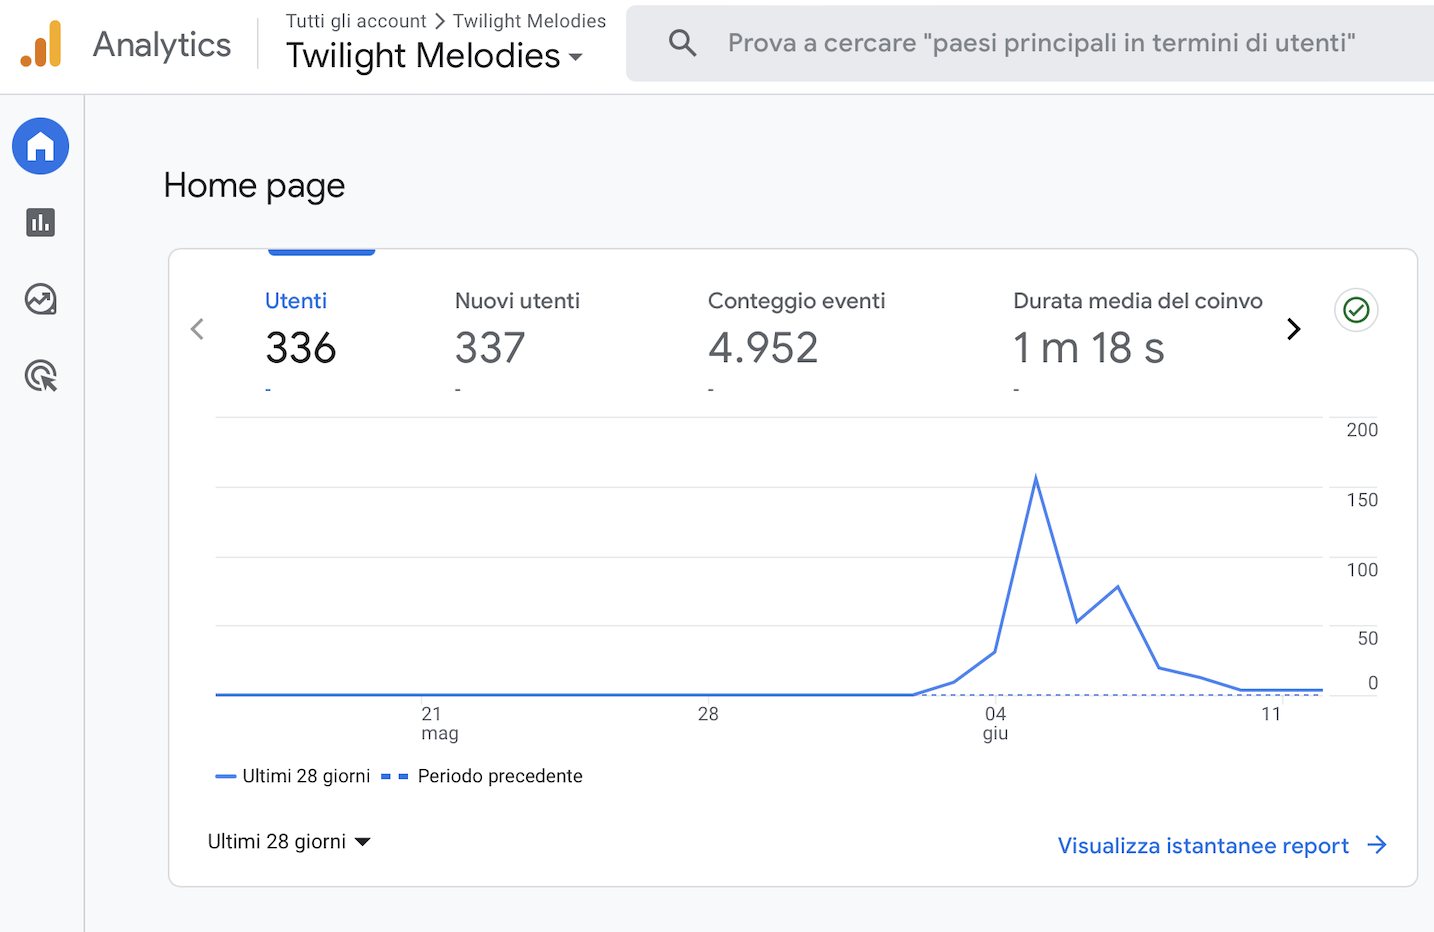 Analytics
Tutti gli account > Twilight Melodies
Twilight Melodies
Prova a cercare "paesi principali in termini di utenti"
Home page
Utenti
336
-
Nuovi utenti
337
-
Conteggio eventi
4.952
-
Durata media del coinvo
1 m 18 s
-
200
150
100
50
0
21
mag
28
04
giu
11
Ultimi 28 giorni
Periodo precedente
Ultimi 28 giorni
Visualizza istantanee report